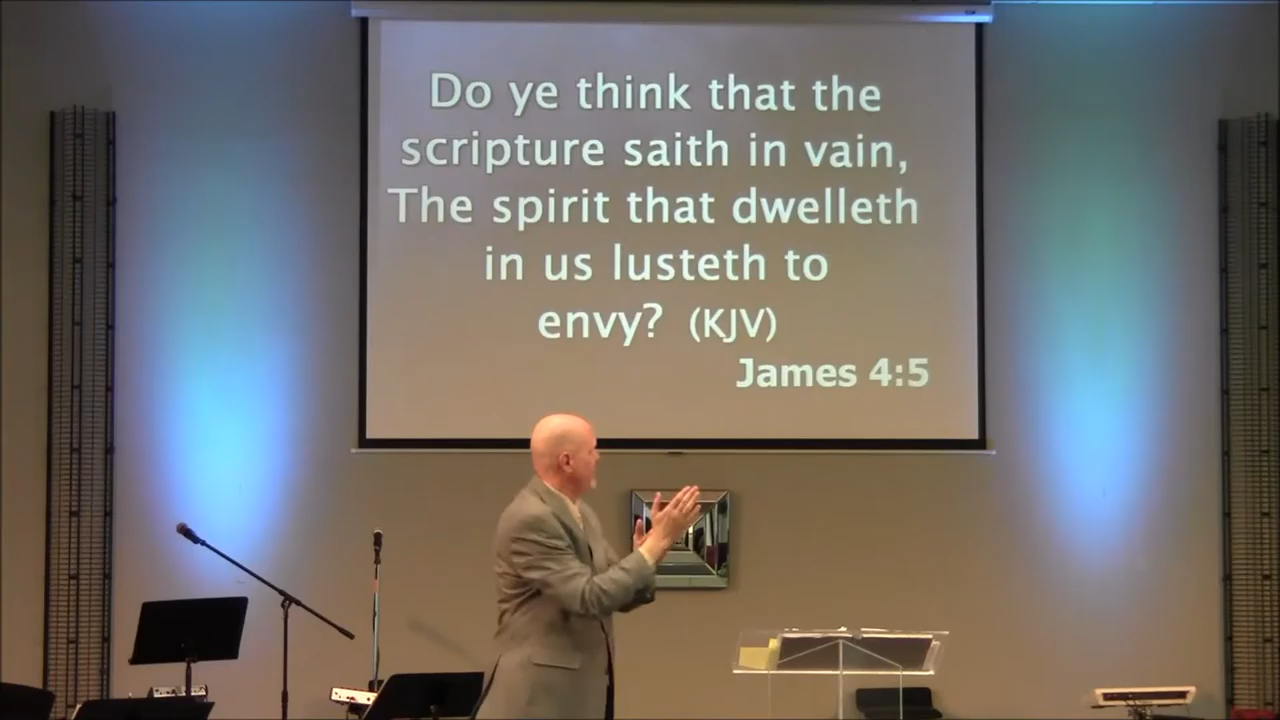 Do ye think that the
scripture saith in vain,
The spirit that dwelleth
in us lusteth to
envy? (KJV)
James 4:5